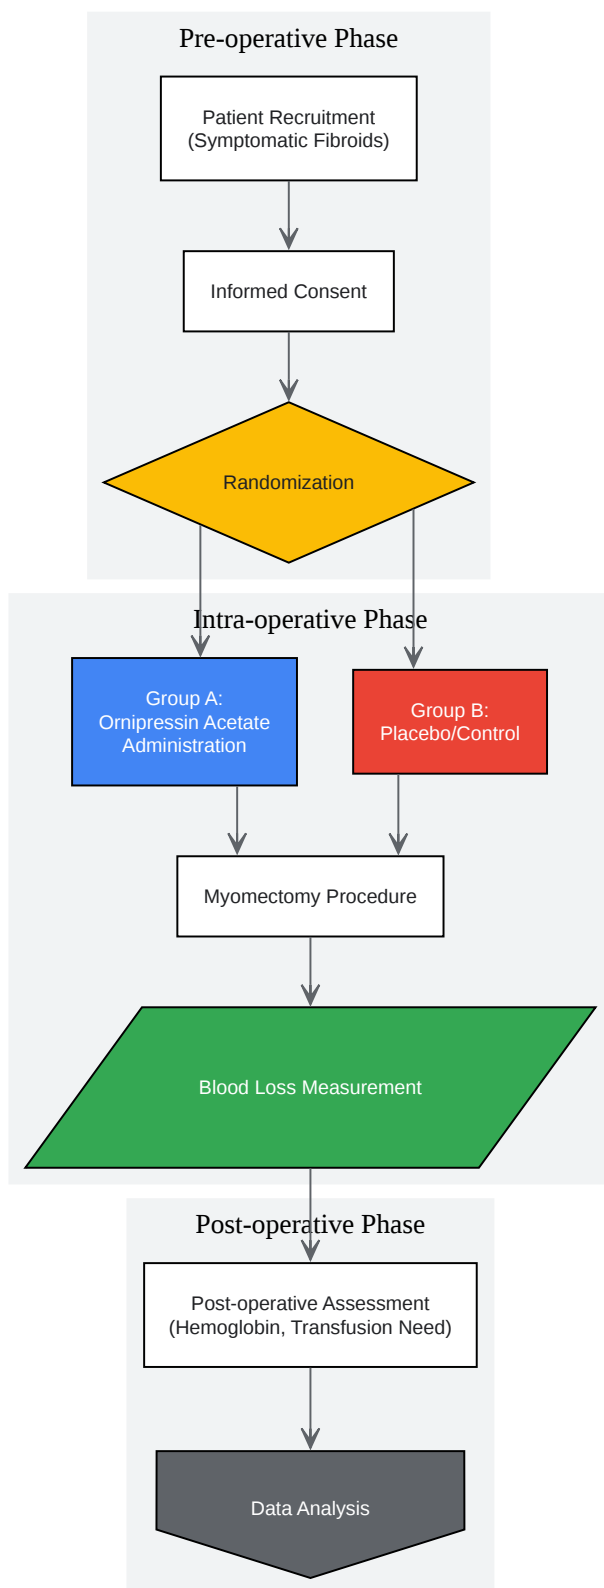 Pre-operative Phase
Patient Recruitment
(Symptomatic Fibroids)
Informed Consent
Randomization
Intra-operative Phase
Group A:
Ornipressin Acetate
Administration
Group B:
Placebo/Control
Myomectomy Procedure
Blood Loss Measurement
Post-operative Phase
Post-operative Assessment
(Hemoglobin, Transfusion Need)
Data Analysis